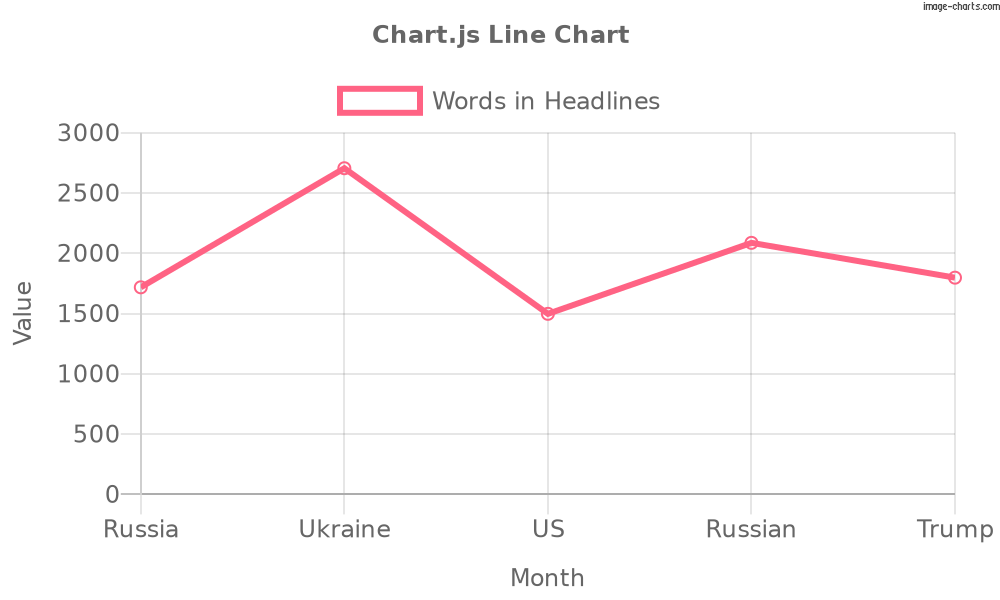 image-charts.com
Chart.js Line Chart
Words in Headlines
3000
2500
2000
1500
1000
500
0
Value
Russia Ukraine US Russian Trump
Month